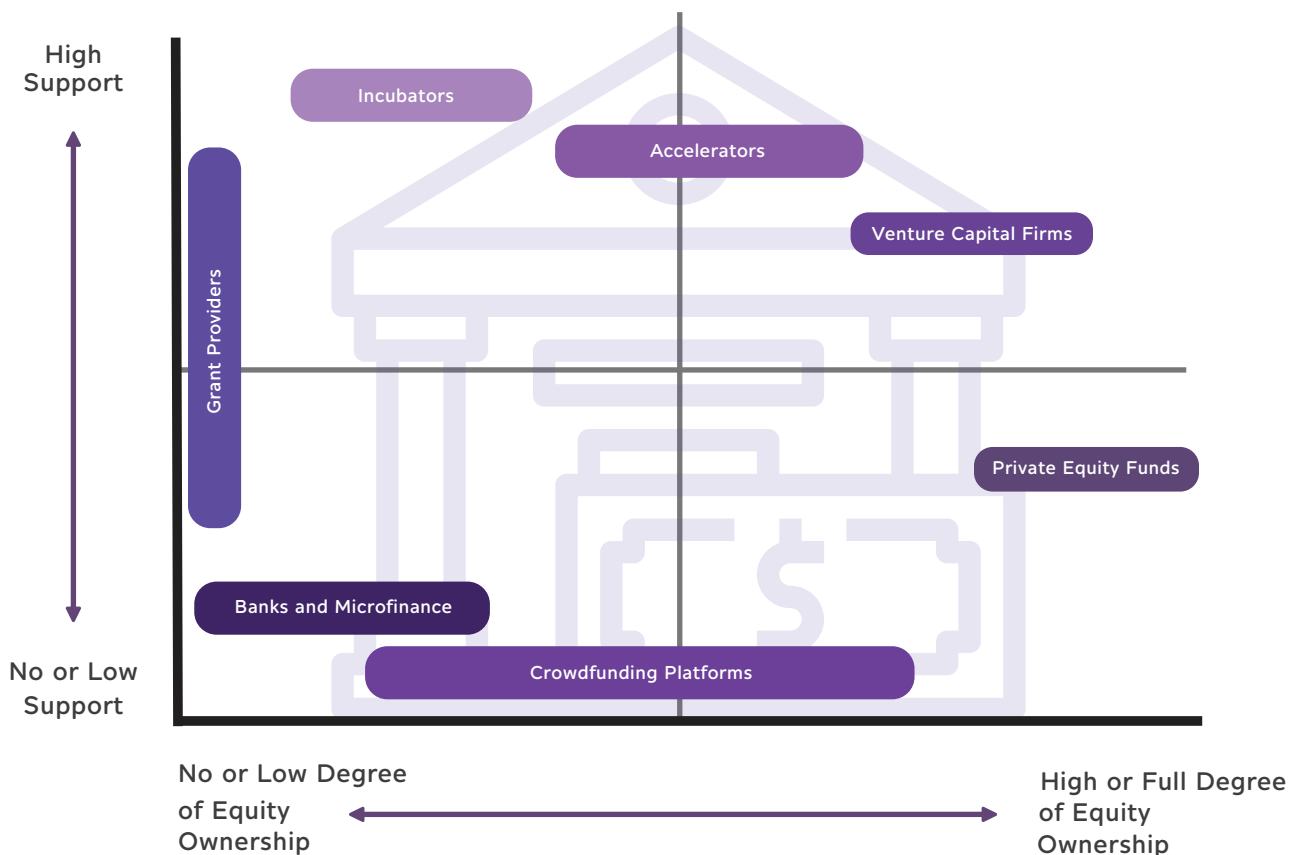 High
Support
Incubators
Accelerators
Venture Capital Firms
Grant Providers
Private Equity Funds
Banks and Microfinance
Crowdfunding Platforms
No or Low
Support
No or Low Degree
of Equity
Ownership
High or Full Degree
of Equity
Ownership
$